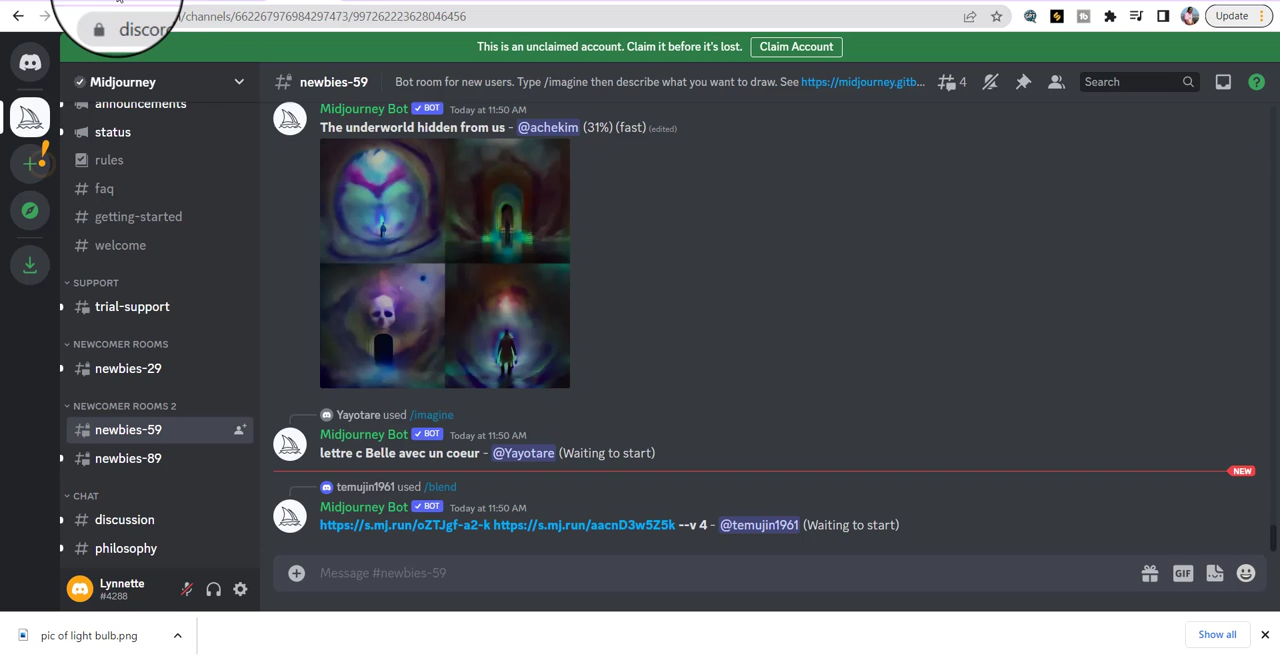 discor
/channels/662267976984297473/997262223628046456
Update
This is an unclaimed account. Claim it before it's lost.
Claim Account
Midjourney
newbies-59
Bot room for new users. Type /imagine then describe what you want to draw. See https://midjourney.gitb...
4
Search
announcements
status
rules
faq
getting-started
welcome
SUPPORT
trial-support
NEWCOMER ROOMS
newbies-29
NEWCOMER ROOMS 2
newbies-59
newbies-89
CHAT
discussion
philosophy
Lynnette
#4288
Midjourney Bot BOT Today at 11:50 AM
The underworld hidden from us - @achekim (31%) (fast) (edited)
Yayotare used /imagine
Midjourney Bot BOT Today at 11:50 AM
lettre c Belle avec un coeur - @Yayotare (Waiting to start)
NEW
temujin1961 used /blend
Midjourney Bot BOT Today at 11:50 AM
https://s.mj.run/oZTJgf-a2-k https://s.mj.run/aacnD3w5Z5k --v 4 - @temujin1961 (Waiting to start)
Message #newbies-59
GIF
pic of light bulb.png
Show all